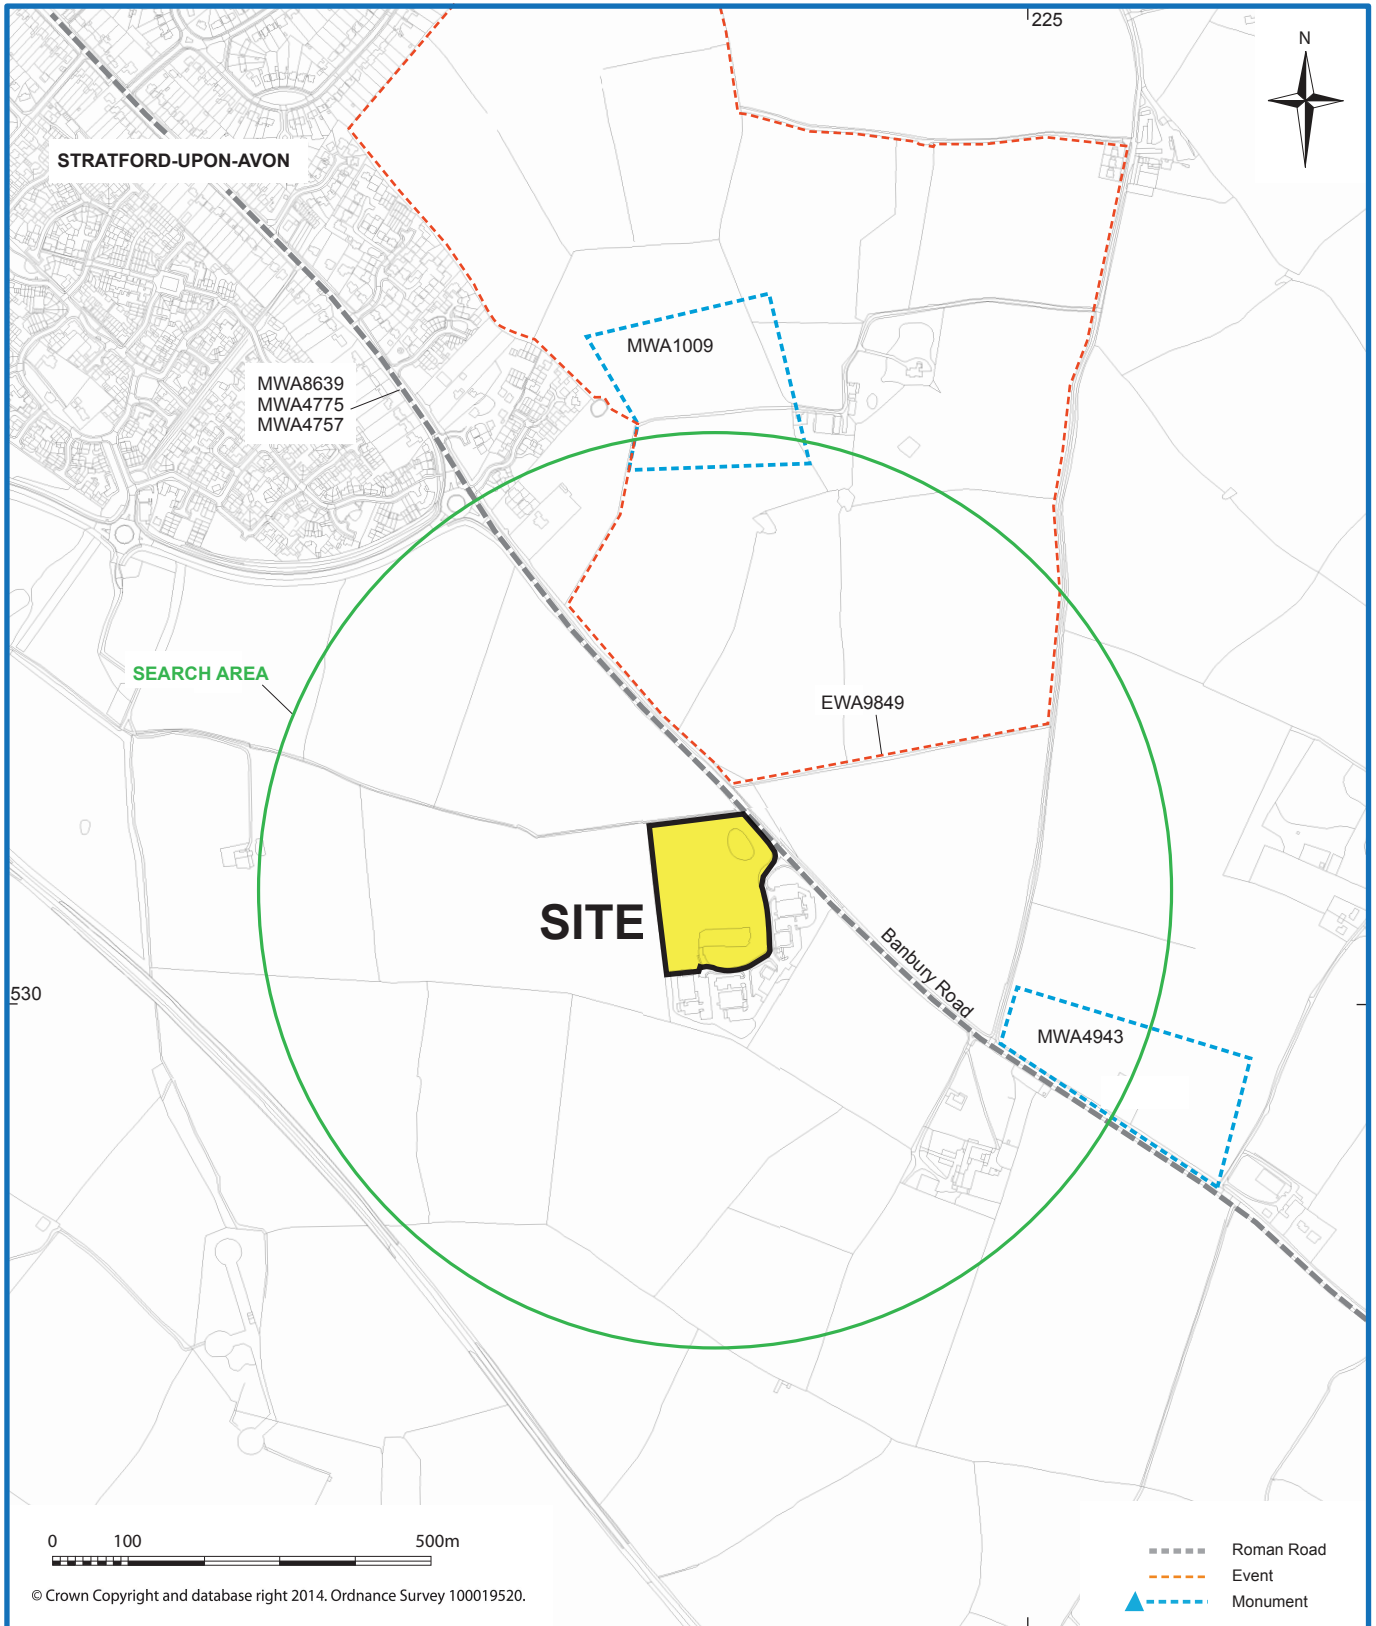 225
N
STRATFORD-UPON-AVON
MWA1009
MWA8639
MWA4775
MWA4757
SEARCH AREA
EWA9849
SITE
Banbury Road
530
MWA4943
0 100 500m
© Crown Copyright and database right 2014. Ordnance Survey 100019520.
Roman Road
Event
Monument